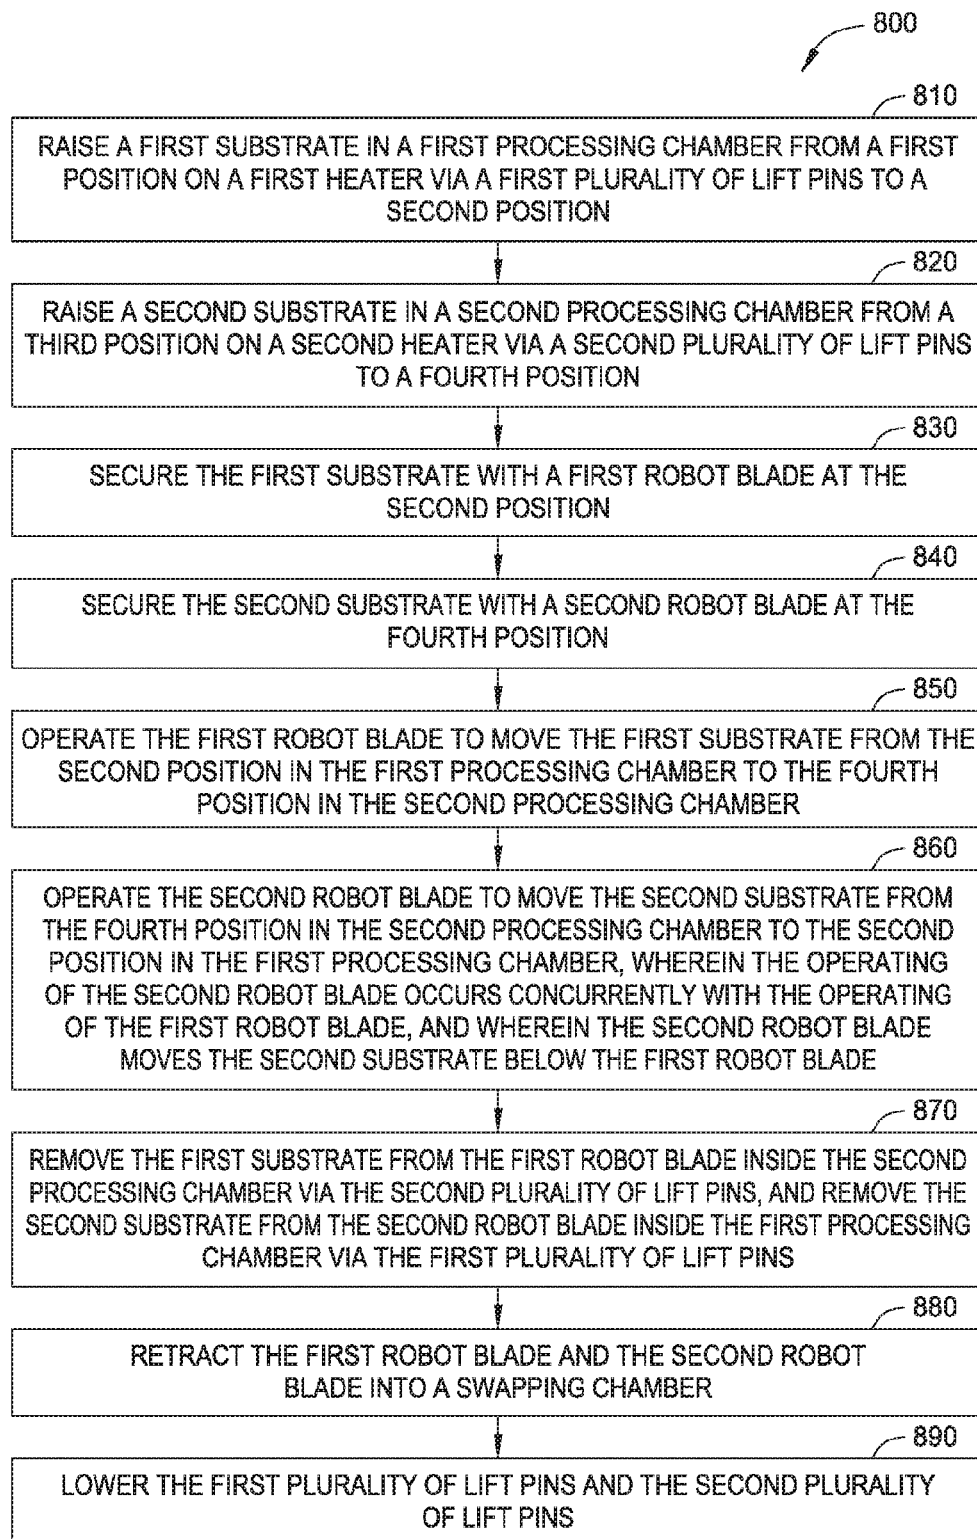 800
810
RAISE A FIRST SUBSTRATE IN A FIRST PROCESSING CHAMBER FROM A FIRST
POSITION ON A FIRST HEATER VIA A FIRST PLURALITY OF LIFT PINS TO A
SECOND POSITION
820
RAISE A SECOND SUBSTRATE IN A SECOND PROCESSING CHAMBER FROM A
THIRD POSITION ON A SECOND HEATER VIA A SECOND PLURALITY OF LIFT PINS
TO A FOURTH POSITION
830
SECURE THE FIRST SUBSTRATE WITH A FIRST ROBOT BLADE AT THE
SECOND POSITION
840
SECURE THE SECOND SUBSTRATE WITH A SECOND ROBOT BLADE AT THE
FOURTH POSITION
850
OPERATE THE FIRST ROBOT BLADE TO MOVE THE FIRST SUBSTRATE FROM THE
SECOND POSITION IN THE FIRST PROCESSING CHAMBER TO THE FOURTH
POSITION IN THE SECOND PROCESSING CHAMBER
860
OPERATE THE SECOND ROBOT BLADE TO MOVE THE SECOND SUBSTRATE FROM
THE FOURTH POSITION IN THE SECOND PROCESSING CHAMBER TO THE SECOND
POSITION IN THE FIRST PROCESSING CHAMBER, WHEREIN THE OPERATING
OF THE SECOND ROBOT BLADE OCCURS CONCURRENTLY WITH THE OPERATING
OF THE FIRST ROBOT BLADE, AND WHEREIN THE SECOND ROBOT BLADE
MOVES THE SECOND SUBSTRATE BELOW THE FIRST ROBOT BLADE
870
REMOVE THE FIRST SUBSTRATE FROM THE FIRST ROBOT BLADE INSIDE THE SECOND
PROCESSING CHAMBER VIA THE SECOND PLURALITY OF LIFT PINS, AND REMOVE THE
SECOND SUBSTRATE FROM THE SECOND ROBOT BLADE INSIDE THE FIRST PROCESSING
CHAMBER VIA THE FIRST PLURALITY OF LIFT PINS
880
RETRACT THE FIRST ROBOT BLADE AND THE SECOND ROBOT
BLADE INTO A SWAPPING CHAMBER
890
LOWER THE FIRST PLURALITY OF LIFT PINS AND THE SECOND PLURALITY
OF LIFT PINS